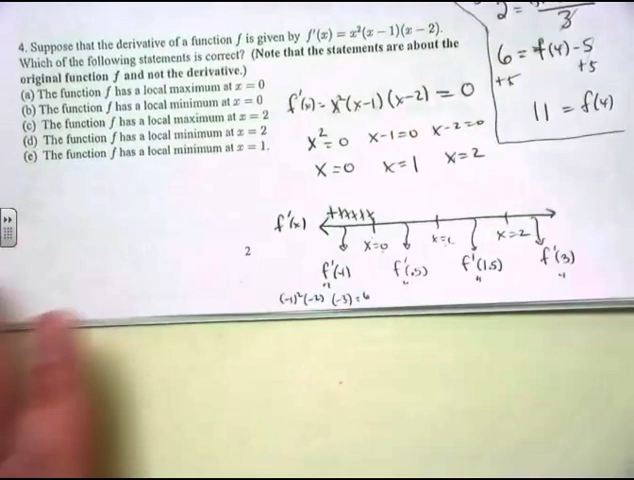 4. Suppose that the derivative of a function f is given by f'(x) = x²(x − 1)(x − 2).
Which of the following statements is correct? (Note that the statements are about the
original function f and not the derivative.)
(a) The function f has a local maximum at x = 0
(b) The function f has a local minimum at x = 0
(c) The function f has a local maximum at x = 2
(d) The function f has a local minimum at x = 2
(e) The function f has a local minimum at x = 1.
3
6 = f(4) - 5
+5 +5
11 = f(4)
f'(x) = x²(x-1)(x-2) = 0
x² = 0 x-1=0 x-2=0
x=0 x=1 x=2
f'(x) +++++
x=0 x=1 x=2
f'(-1) f'(.5) f'(1.5) f'(3)
(-1)²(-2)(-3)=6
2